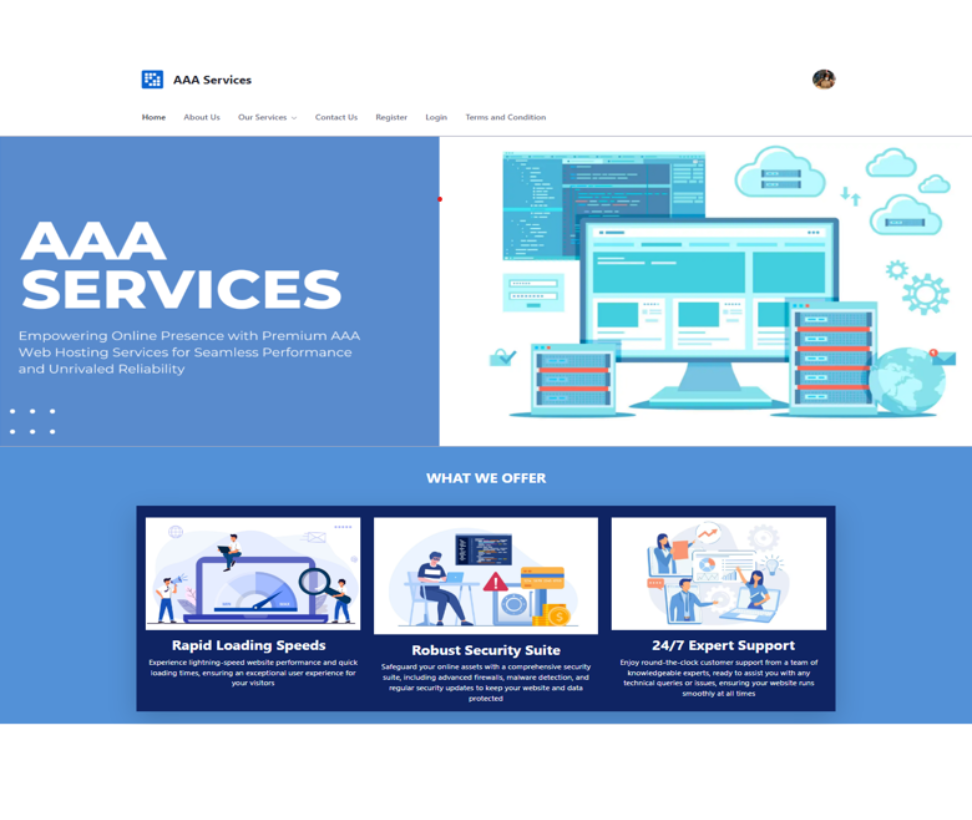 AAA Services
Home About Us Our Services Contact Us Register Login Terms and Condition
AAA
SERVICES
Empowering Online Presence with Premium AAA
Web Hosting Services for Seamless Performance
and Unrivaled Reliability
WHAT WE OFFER
Rapid Loading Speeds
Experience lightning-speed website performance and quick
loading times, ensuring an exceptional user experience for
your visitors
Robust Security Suite
Safeguard your online assets with a comprehensive security
suite, including advanced firewalls, malware detection, and
regular security updates to keep your website and data
protected
24/7 Expert Support
Enjoy round-the-clock customer support from a team of
knowledgeable experts, ready to assist you with any
technical queries or issues, ensuring your website runs
smoothly at all times